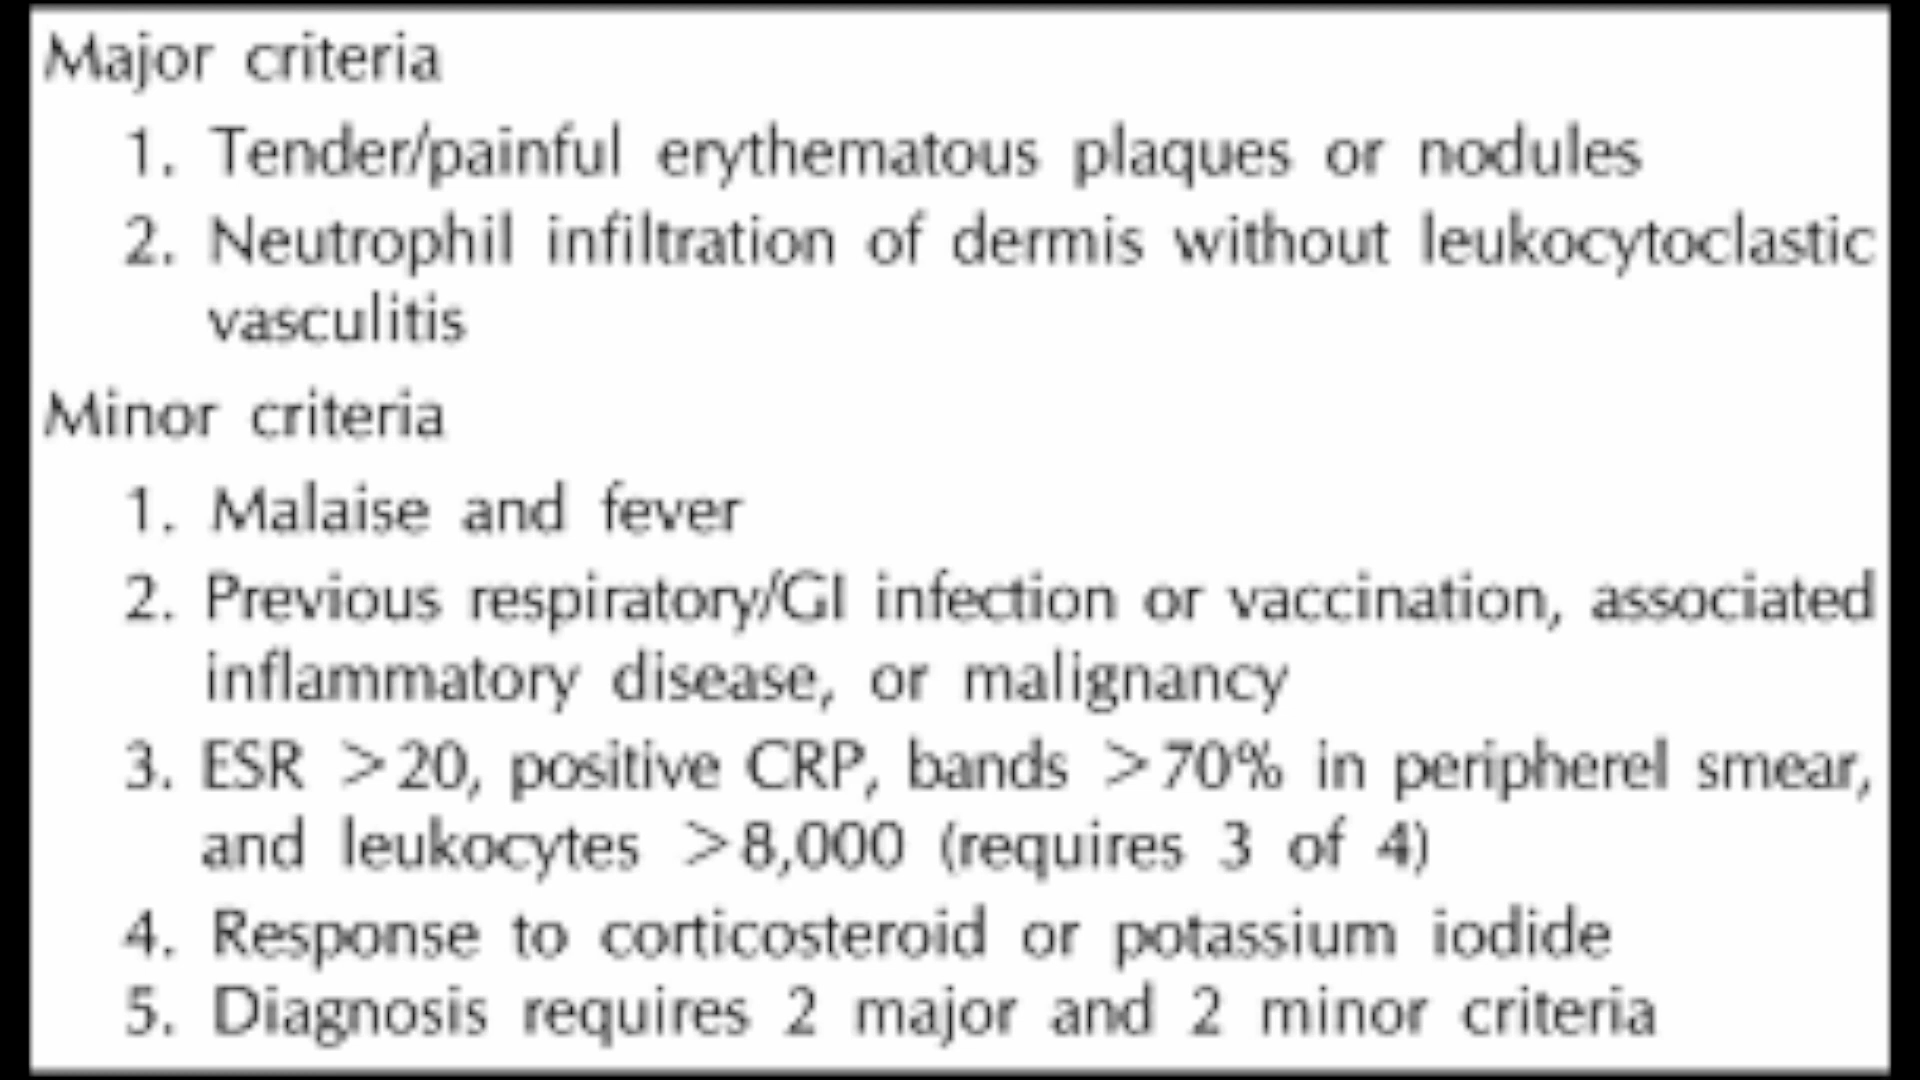 Major criteria
1. Tender/painful erythematous plaques or nodules
2. Neutrophil infiltration of dermis without leukocytoclastic
vasculitis
Minor criteria
1. Malaise and fever
2. Previous respiratory/GI infection or vaccination, associated
inflammatory disease, or malignancy
3. ESR >20, positive CRP, bands >70% in peripherel smear,
and leukocytes >8,000 (requires 3 of 4)
4. Response to corticosteroid or potassium iodide
5. Diagnosis requires 2 major and 2 minor criteria